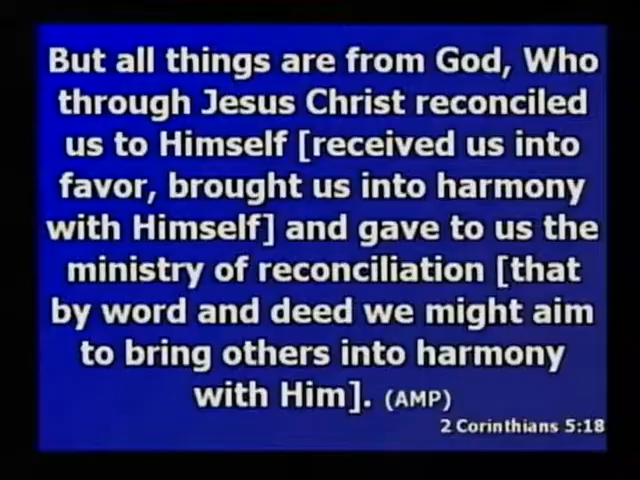 But all things are from God, Who
through Jesus Christ reconciled
us to Himself [received us into
favor, brought us into harmony
with Himself] and gave to us the
ministry of reconciliation [that
by word and deed we might aim
to bring others into harmony
with Him]. (AMP)
2 Corinthians 5:18